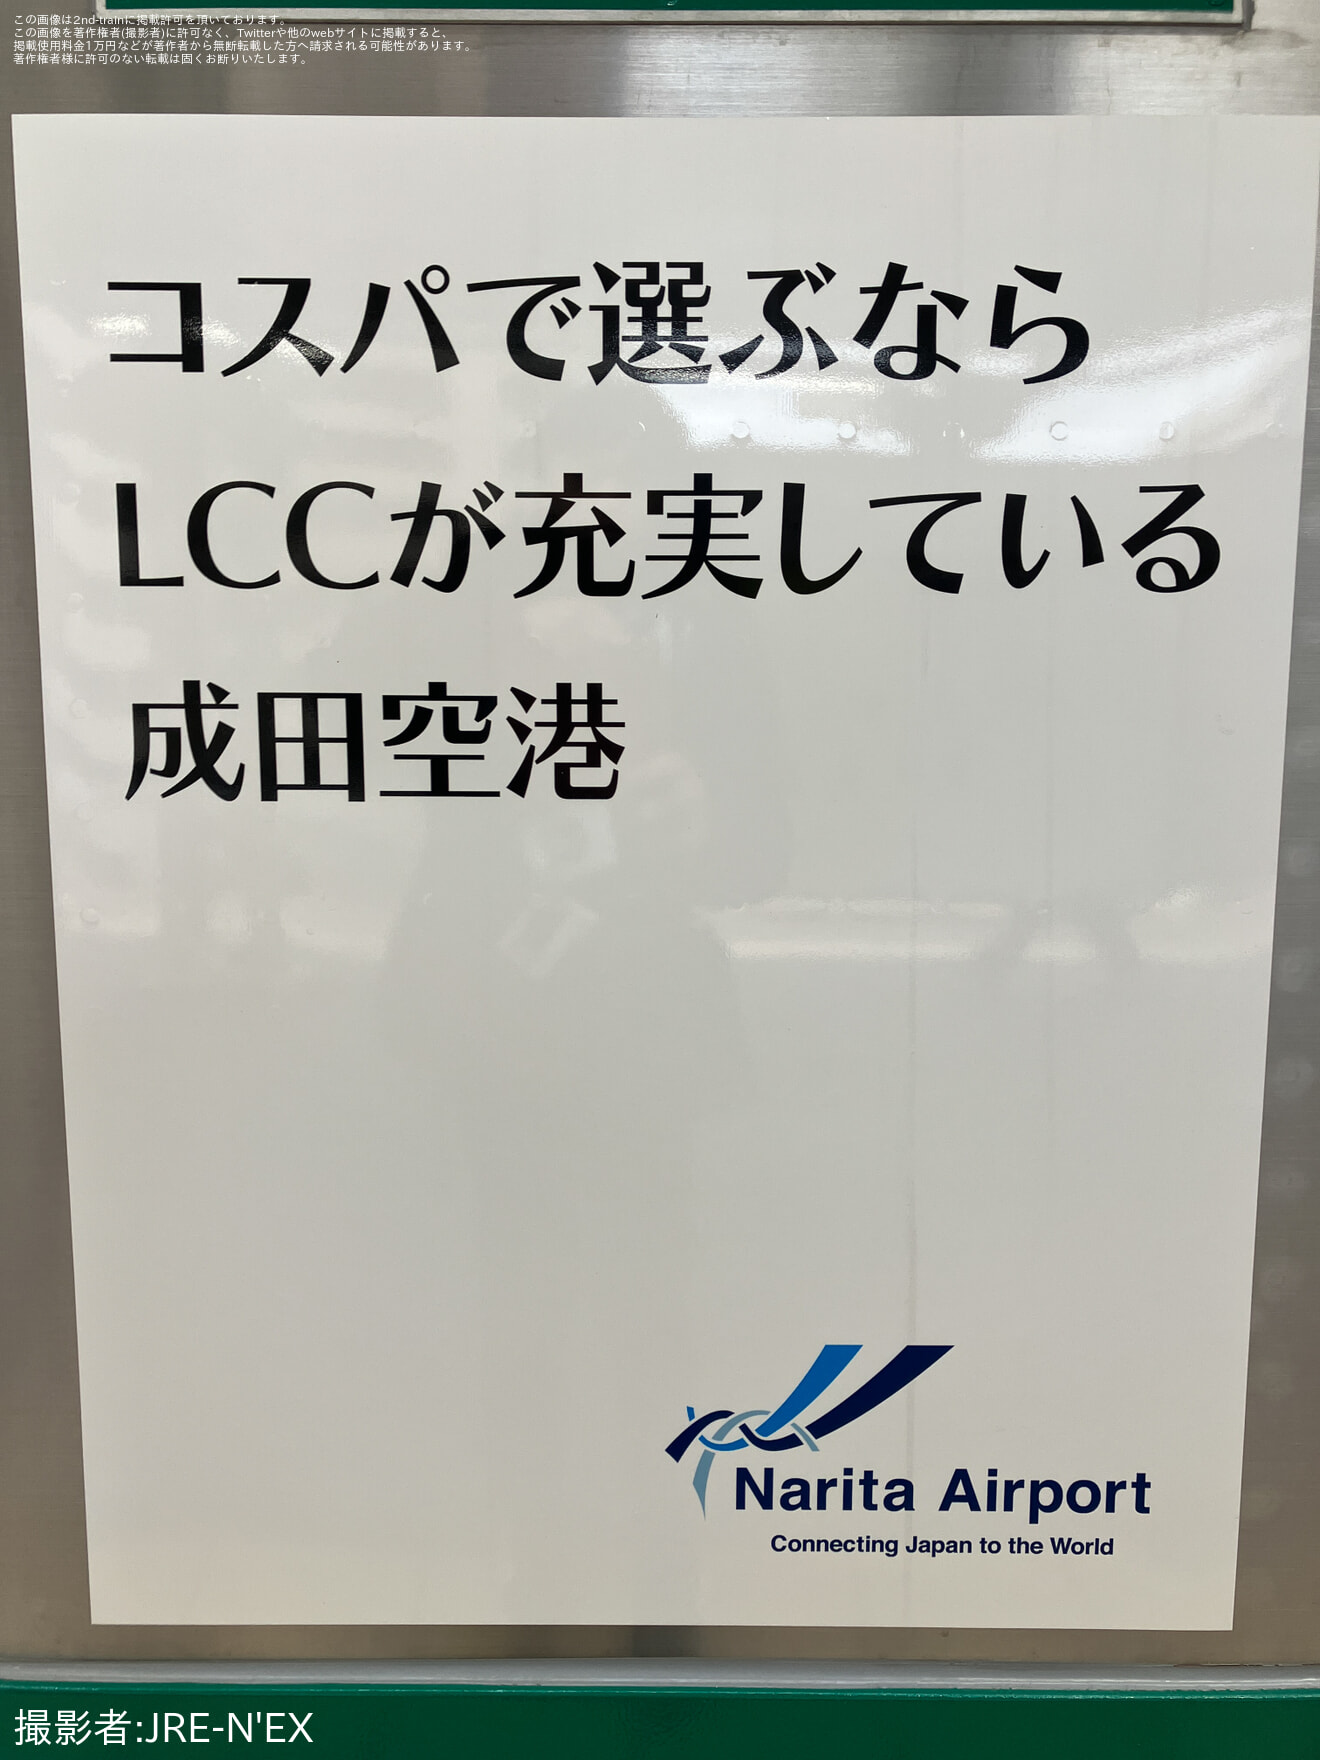 この画像は2nd-trainに掲載許可を頂いております。
この画像を著作権者(撮影者)に許可なく、Twitterや他のwebサイトに掲載すると、
掲載使用料金1万円などが著作者から無断転載した方へ請求される可能性があります。
著作権者様に許可のない転載は固くお断りいたします。
コスパで選ぶなら
LCCが充実している
成田空港
Narita Airport
Connecting Japan to the World
撮影者:JRE-N'EX